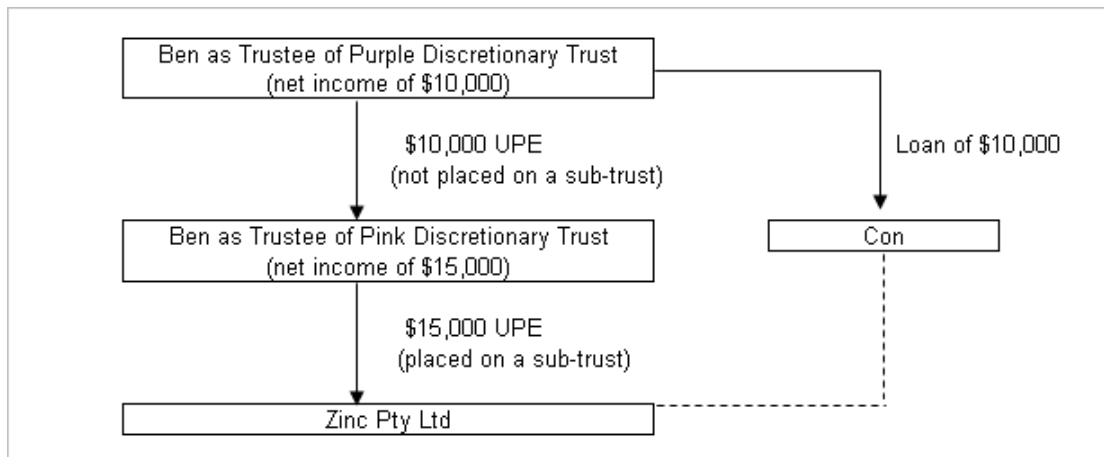 Ben as Trustee of Purple Discretionary Trust
(net income of $10,000)
$10,000 UPE
(not placed on a sub-trust)
Loan of $10,000
Ben as Trustee of Pink Discretionary Trust
(net income of $15,000)
Con
$15,000 UPE
(placed on a sub-trust)
Zinc Pty Ltd